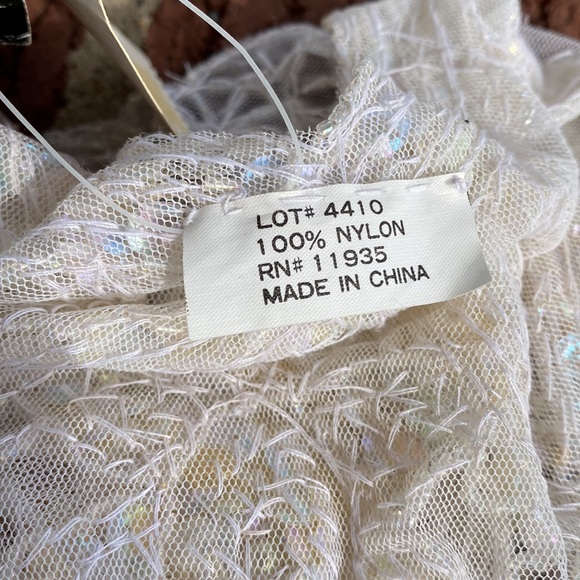 LOT# 4410
100% NYLON
RN# 11935
MADE IN CHINA